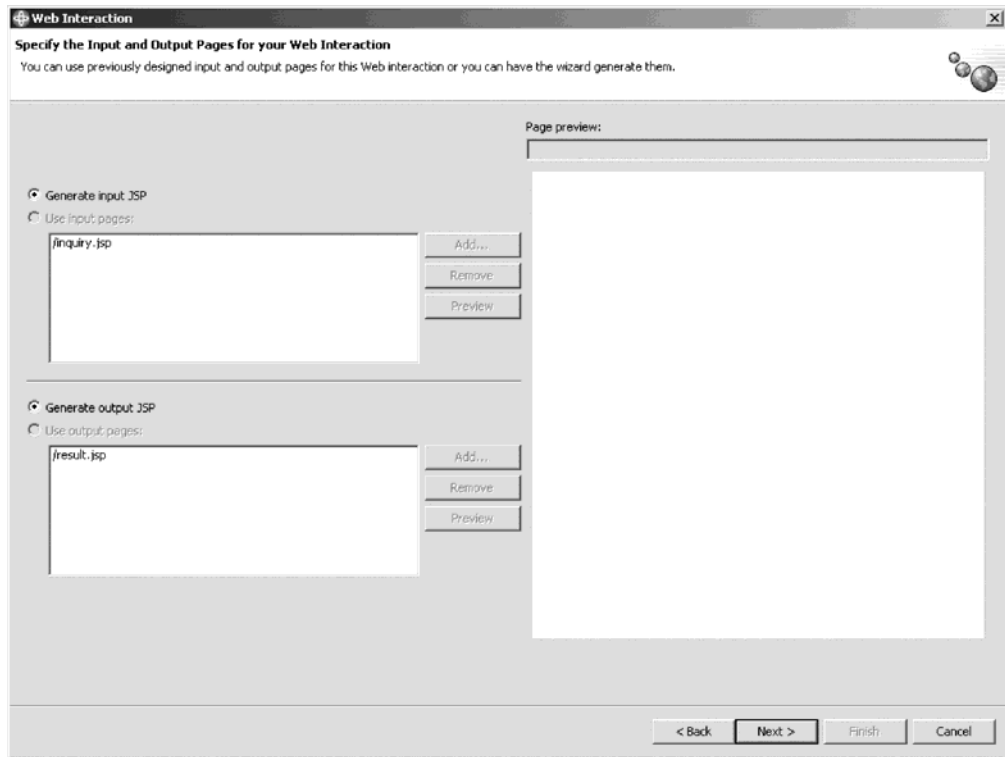 Web Interaction
Specify the Input and Output Pages for your Web Interaction
You can use previously designed input and output pages for this Web interaction or you can have the wizard generate them.
Page preview:
Generate input JSP
Use input pages:
/inquiry.jsp
Add...
Remove
Preview
Generate output JSP
Use output pages:
/result.jsp
Add...
Remove
Preview
< Back
Next >
Finish
Cancel